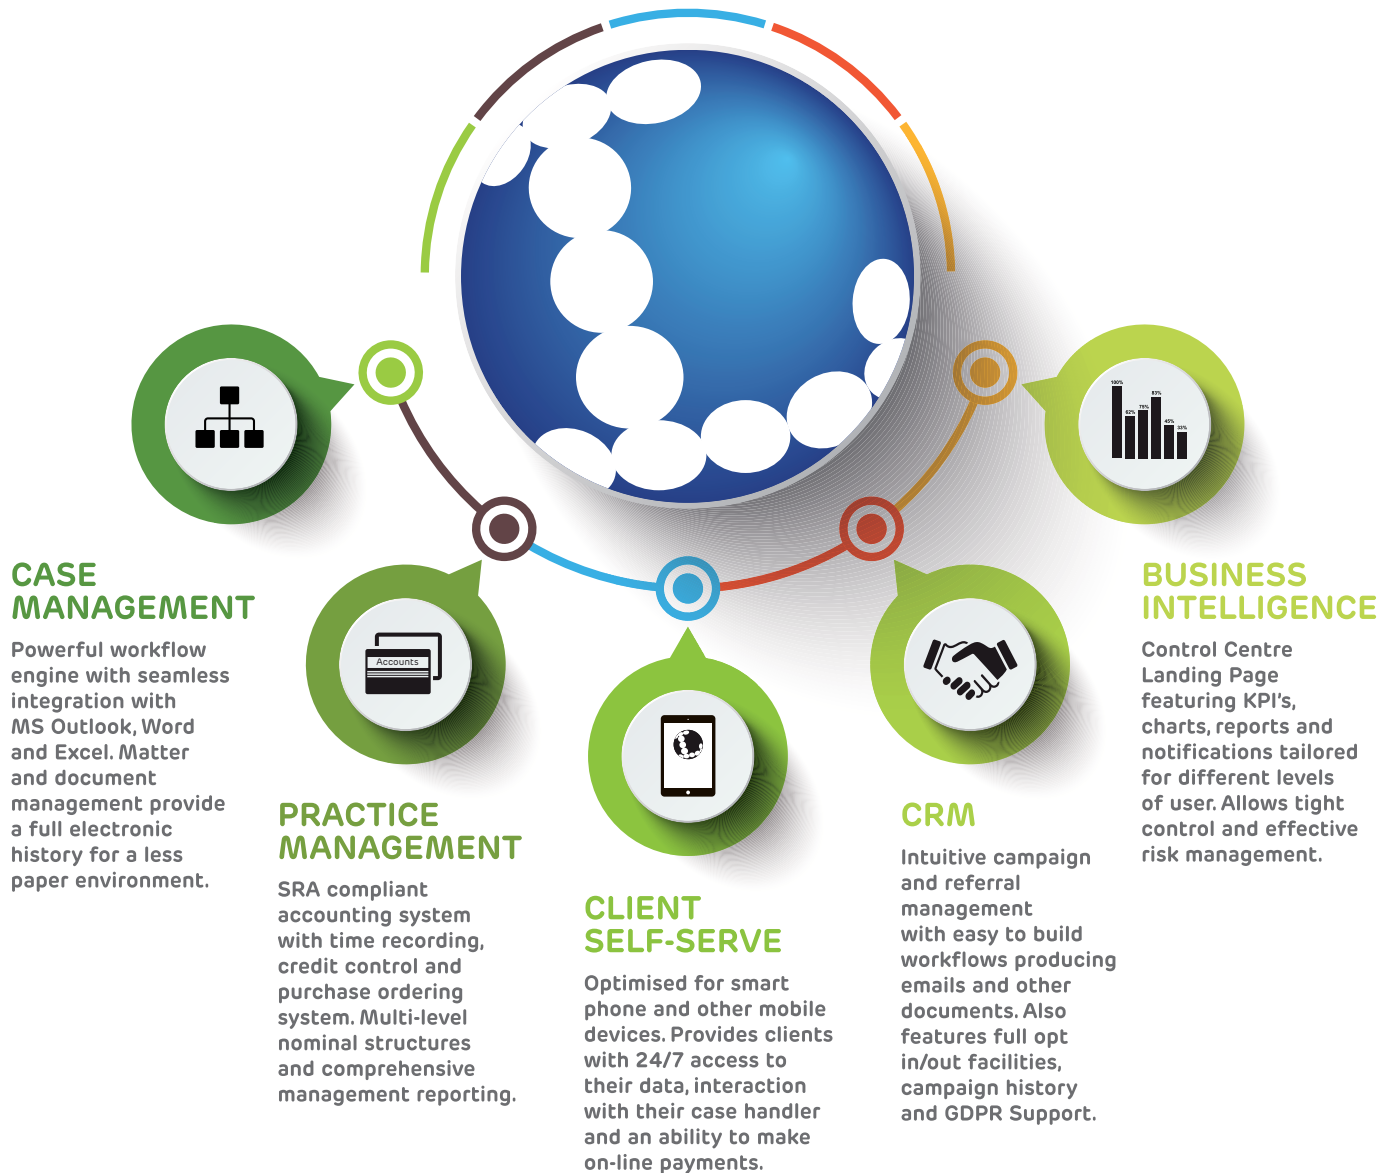 CASE
MANAGEMENT
Powerful workflow
engine with seamless
integration with
MS Outlook, Word
and Excel. Matter
and document
management provide
a full electronic
history for a less
paper environment.
Accounts
PRACTICE
MANAGEMENT
SRA compliant
accounting system
with time recording,
credit control and
purchase ordering
system. Multi-level
nominal structures
and comprehensive
management reporting.
CLIENT
SELF-SERVE
Optimised for smart
phone and other mobile
devices. Provides clients
with 24/7 access to
their data, interaction
with their case handler
and an ability to make
on-line payments.
CRM
Intuitive campaign
and referral
management
with easy to build
workflows producing
emails and other
documents. Also
features full opt
in/out facilities,
campaign history
and GDPR Support.
100%
62%
79%
83%
45%
33%
BUSINESS
INTELLIGENCE
Control Centre
Landing Page
featuring KPI's,
charts, reports and
notifications tailored
for different levels
of user. Allows tight
control and effective
risk management.